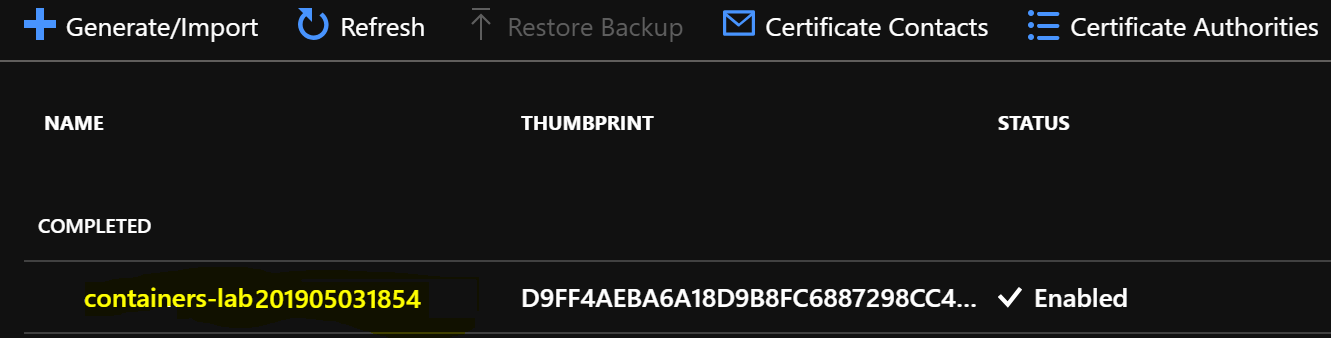 Generate/Import Refresh Restore Backup Certificate Contacts Certificate Authorities
NAME THUMBPRINT STATUS
COMPLETED
containers-lab201905031854 D9FF4AEBA6A18D9B8FC6887298CC4... Enabled